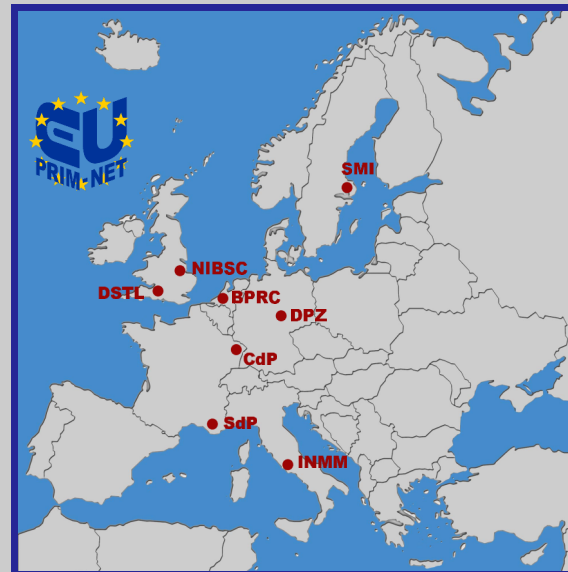 EU
PRIM-NET
SMI
NIBSC
DSTL
BPRC
DPZ
CdP
SdP
INMM